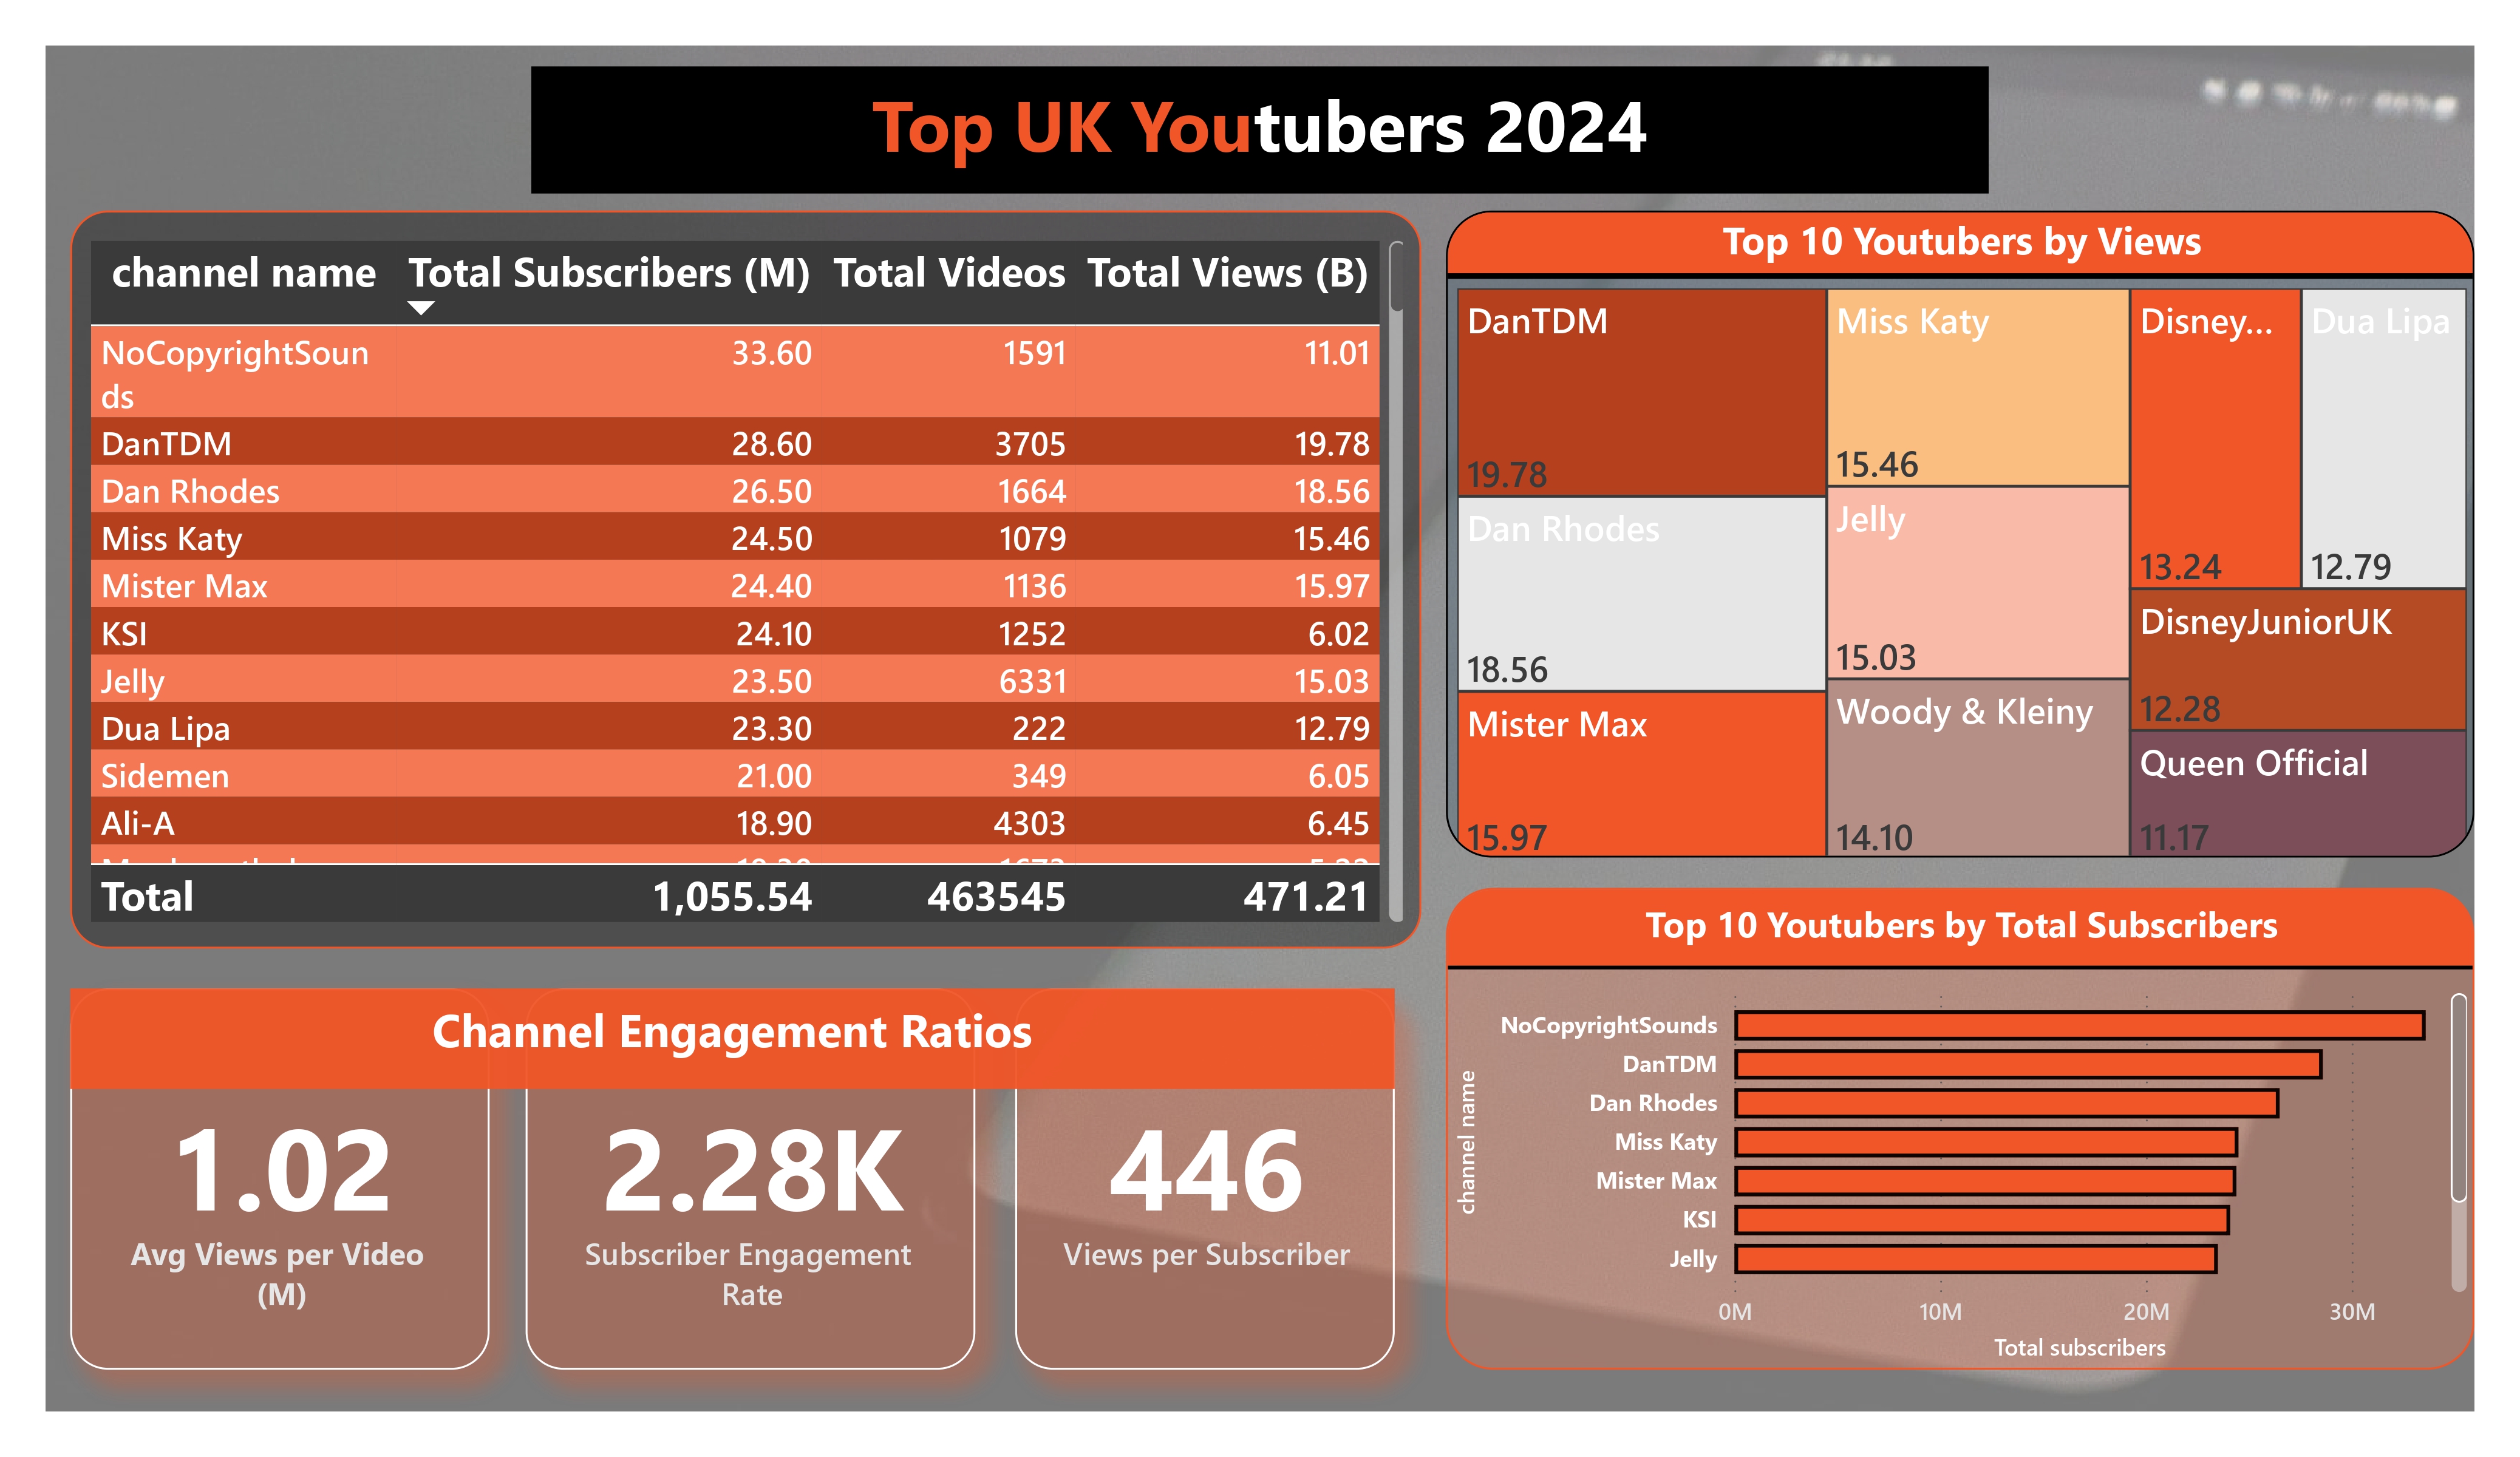 Top UK Youtubers 2024
channel name Total Subscribers (M) Total Videos Total Views (B)
NoCopyrightSoun
ds 33.60 1591 11.01
DanTDM 28.60 3705 19.78
Dan Rhodes 26.50 1664 18.56
Miss Katy 24.50 1079 15.46
Mister Max 24.40 1136 15.97
KSI 24.10 1252 6.02
Jelly 23.50 6331 15.03
Dua Lipa 23.30 222 12.79
Sidemen 21.00 349 6.05
Ali-A 18.90 4303 6.45
Total 1,055.54 463545 471.21
Channel Engagement Ratios
1.02
Avg Views per Video
(M)
2.28K
Subscriber Engagement
Rate
446
Views per Subscriber
Top 10 Youtubers by Views
DanTDM
19.78
Dan Rhodes
18.56
Mister Max
15.97
Miss Katy
15.46
Jelly
15.03
Woody & Kleiny
14.10
Disney...
13.24
Dua Lipa
12.79
DisneyJuniorUK
12.28
Queen Official
11.17
Top 10 Youtubers by Total Subscribers
channel name
NoCopyrightSounds
DanTDM
Dan Rhodes
Miss Katy
Mister Max
KSI
Jelly
0M 10M 20M 30M
Total subscribers